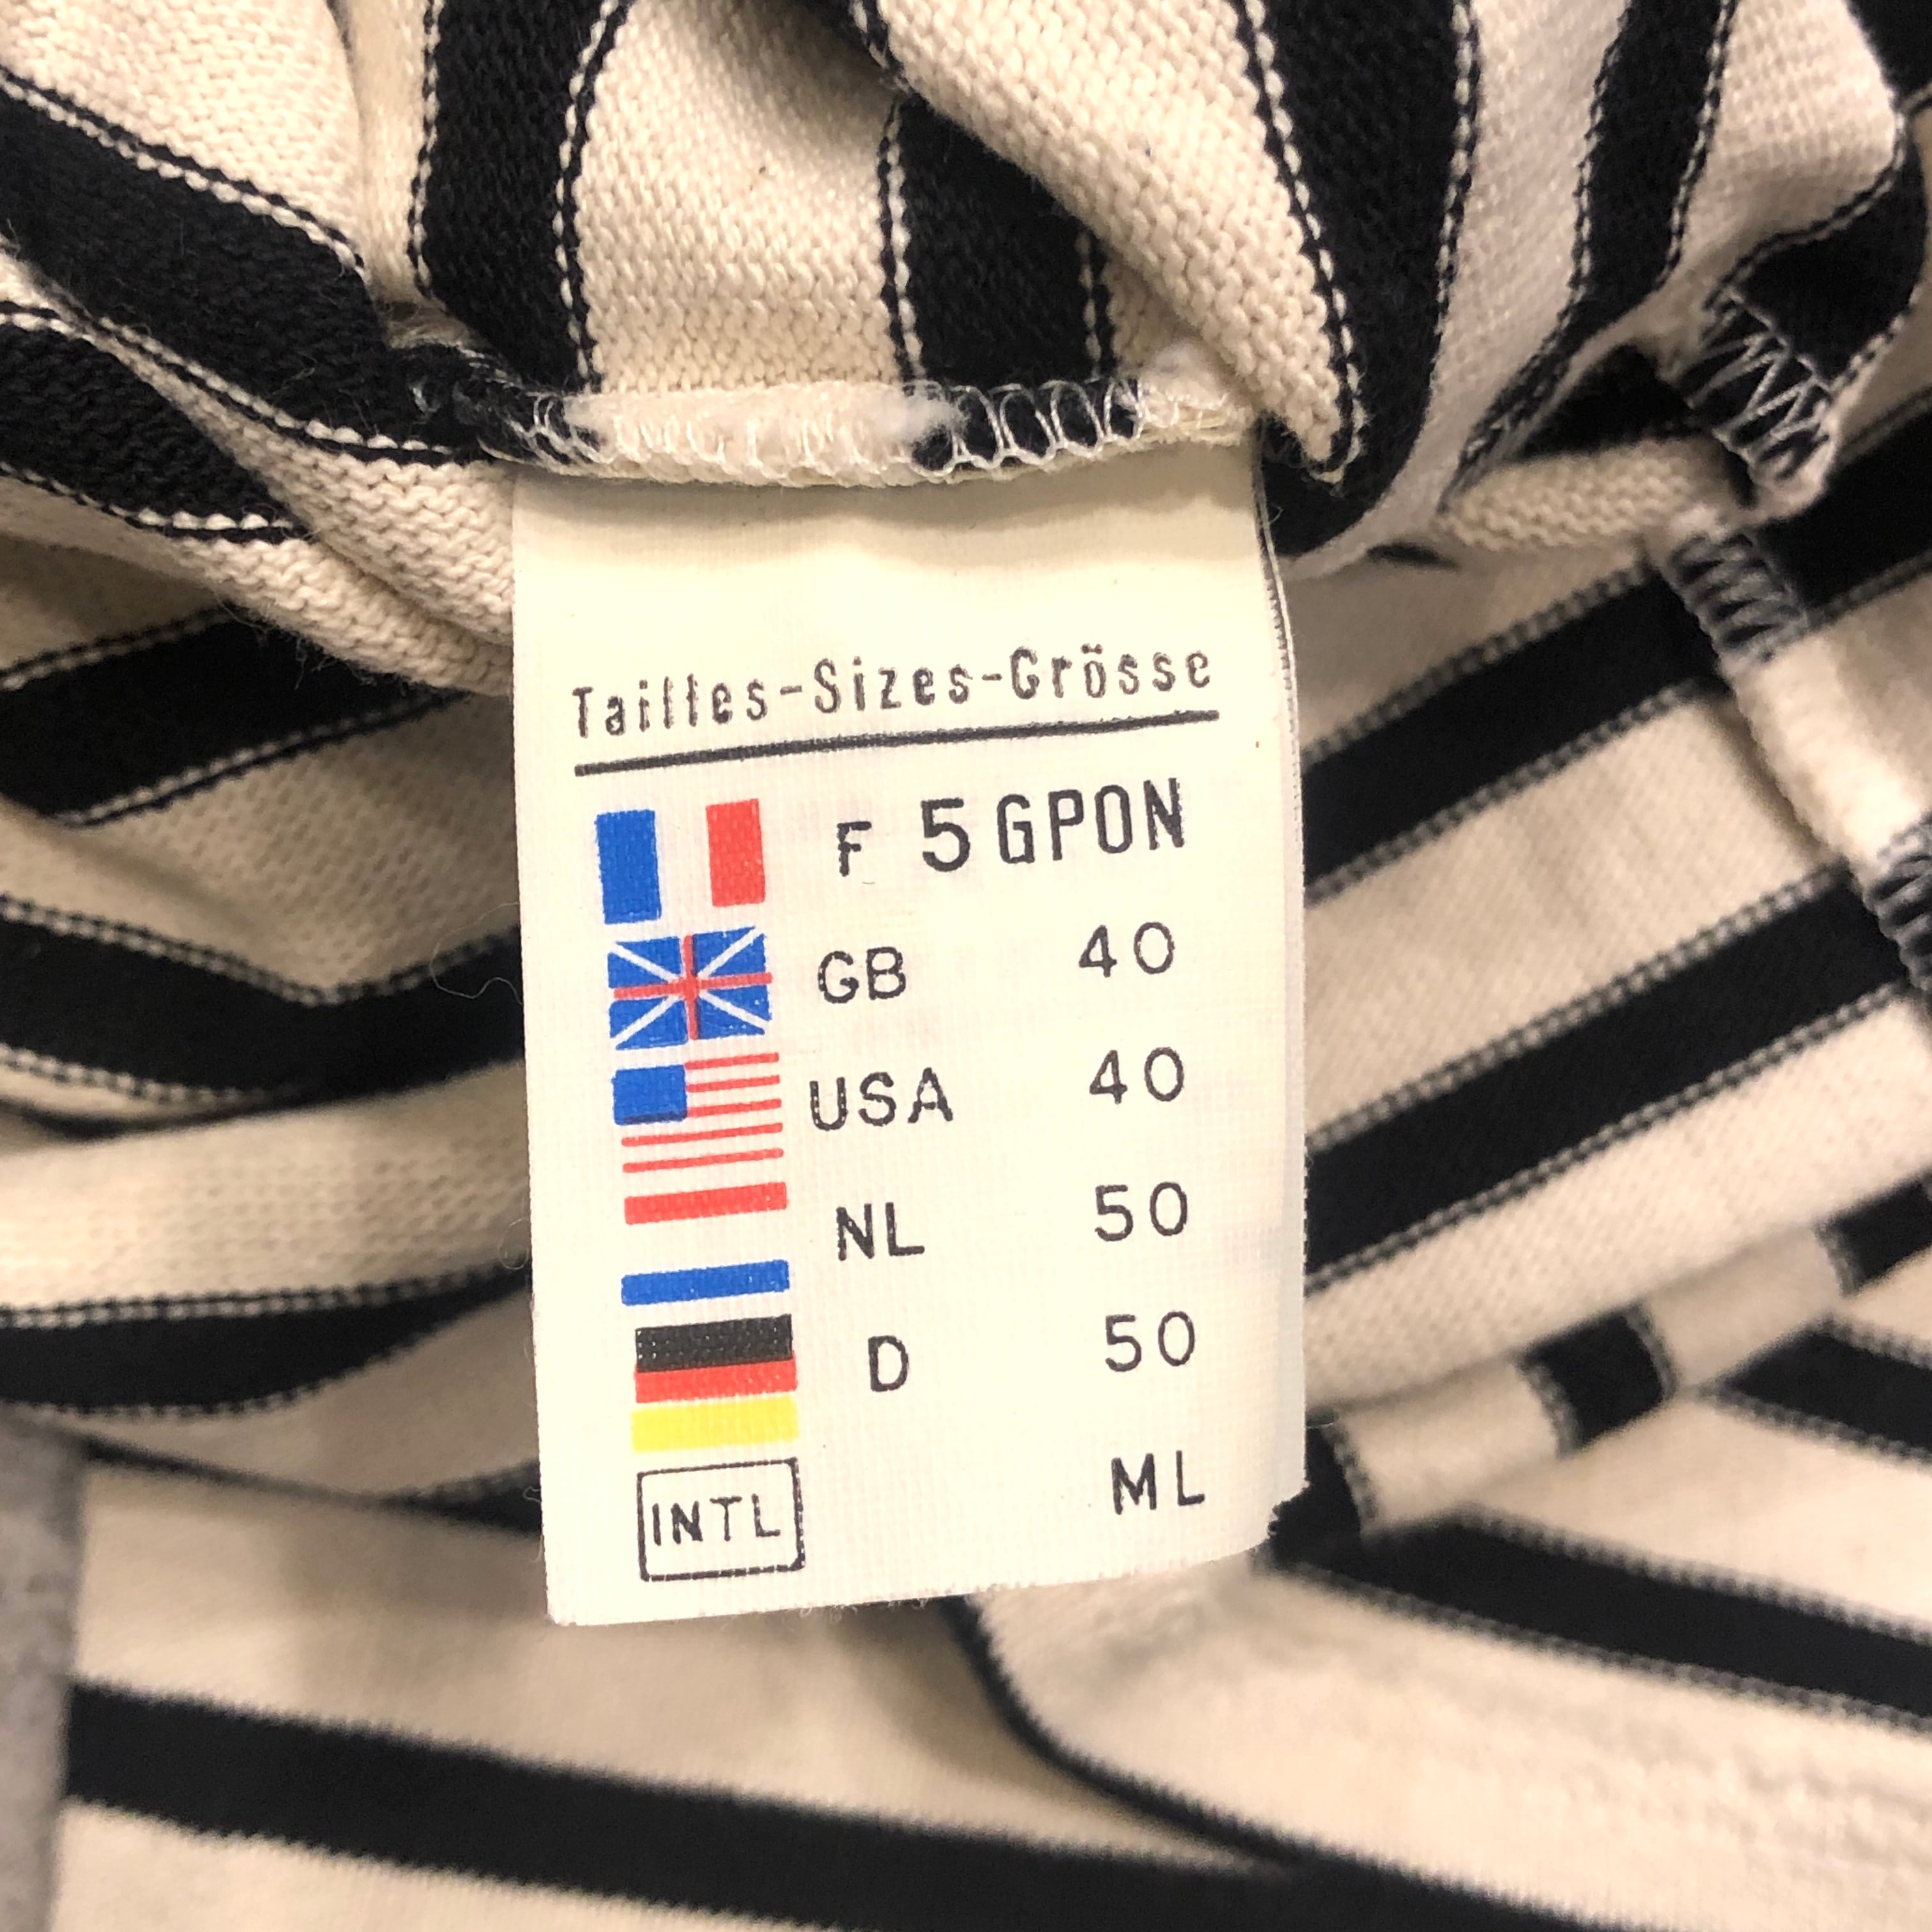 Tailles-Sizes-Grösse
F 5 GPON
GB 40
USA 40
NL 50
D 50
INTL ML